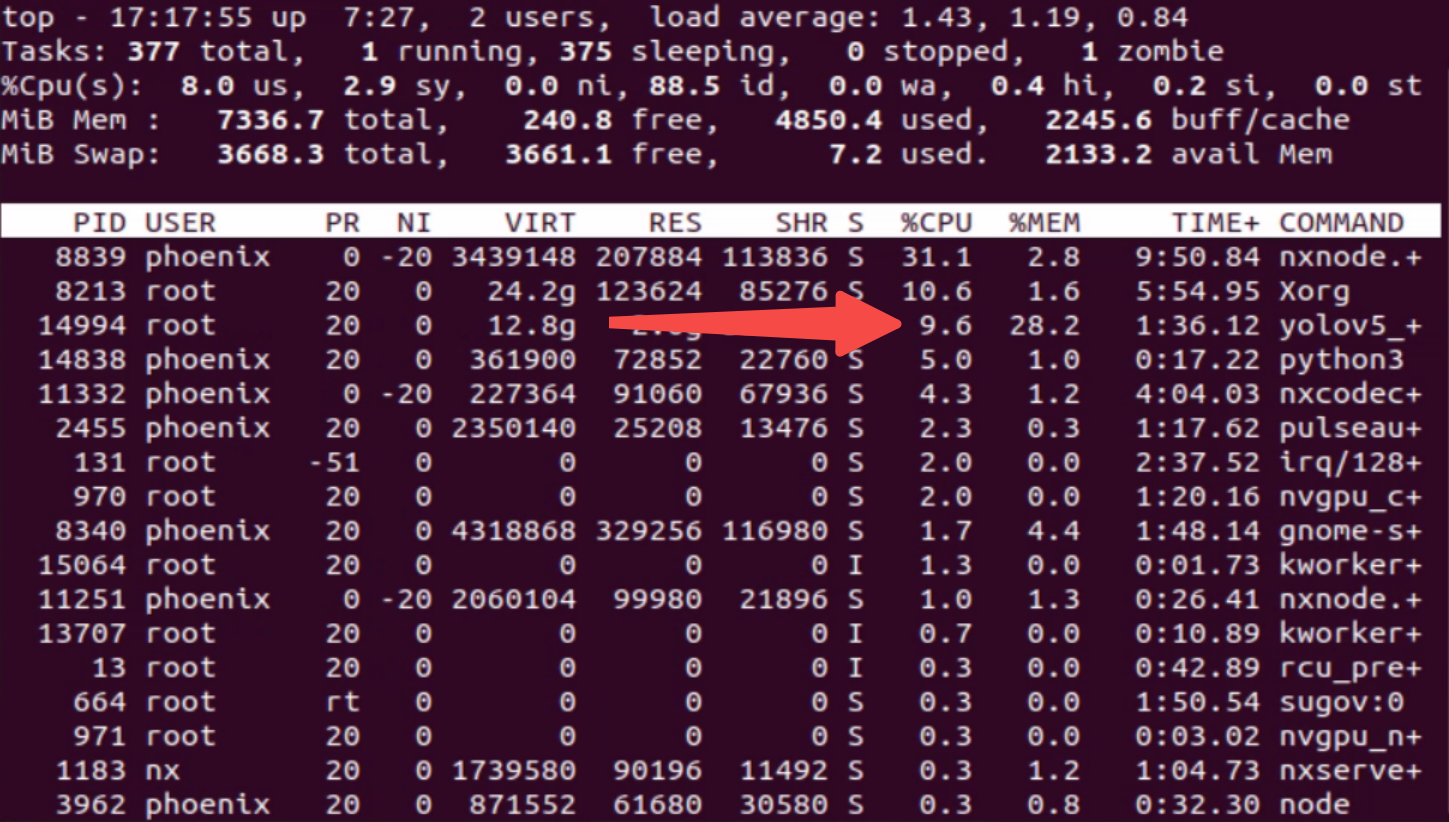 top - 17:17:55 up  7:27,  2 users,  load average: 1.43, 1.19, 0.84
Tasks: 377 total,   1 running, 375 sleeping,   0 stopped,   1 zombie
%Cpu(s):  8.0 us,  2.9 sy,  0.0 ni, 88.5 id,  0.0 wa,  0.4 hi,  0.2 si,  0.0 st
MiB Mem :   7336.7 total,    240.8 free,   4850.4 used,   2245.6 buff/cache
MiB Swap:   3668.3 total,   3661.1 free,      7.2 used.   2133.2 avail Mem
PID USER PR NI VIRT RES SHR S %CPU %MEM TIME+ COMMAND
8839 phoenix 0 -20 3439148 207884 113836 S 31.1 2.8 9:50.84 nxnode.+
8213 root 20 0 24.2g 123624 85276 S 10.6 1.6 5:54.95 Xorg
14994 root 20 0 12.8g 9.6 28.2 1:36.12 yolov5_+
14838 phoenix 20 0 361900 72852 22760 S 5.0 1.0 0:17.22 python3
11332 phoenix 0 -20 227364 91060 67936 S 4.3 1.2 4:04.03 nxcodec+
2455 phoenix 20 0 2350140 25208 13476 S 2.3 0.3 1:17.62 pulseau+
131 root -51 0 0 0 0 S 2.0 0.0 2:37.52 irq/128+
970 root 20 0 0 0 0 S 2.0 0.0 1:20.16 nvgpu_c+
8340 phoenix 20 0 4318868 329256 116980 S 1.7 4.4 1:48.14 gnome-s+
15064 root 20 0 0 0 0 I 1.3 0.0 0:01.73 kworker+
11251 phoenix 0 -20 2060104 99980 21896 S 1.0 1.3 0:26.41 nxnode.+
13707 root 20 0 0 0 0 I 0.7 0.0 0:10.89 kworker+
13 root 20 0 0 0 0 I 0.3 0.0 0:42.89 rcu_pre+
664 root rt 0 0 0 0 S 0.3 0.0 1:50.54 sugov:0
971 root 20 0 0 0 0 S 0.3 0.0 0:03.02 nvgpu_n+
1183 nx 20 0 1739580 90196 11492 S 0.3 1.2 1:04.73 nxserve+
3962 phoenix 20 0 871552 61680 30580 S 0.3 0.8 0:32.30 node